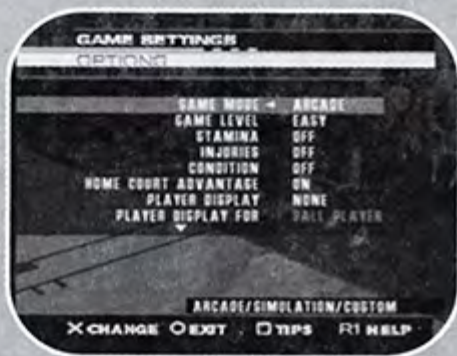 GAME SETTINGS
OPTIONS
GAME MODE ARCADE
GAME LEVEL EASY
STAMINA OFF
INJURIES OFF
CONDITION OFF
HOME COURT ADVANTAGE ON
PLAYER DISPLAY NONE
PLAYER DISPLAY FOR BALL PLAYER
ARCADE/SIMULATION/CUSTOM
X CHANGE O EXIT □ TIPS R1 HELP